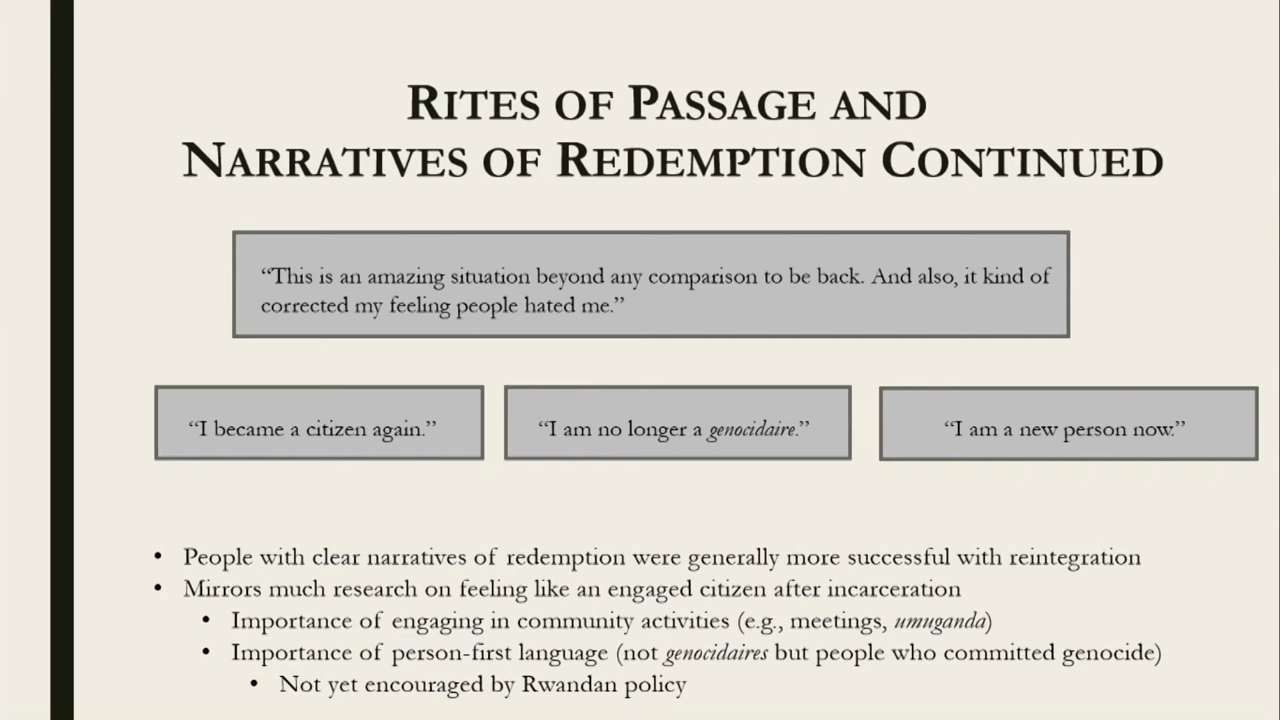 Rites of Passage and
Narratives of Redemption Continued
“This is an amazing situation beyond any comparison to be back. And also, it kind of
corrected my feeling people hated me.”
“I became a citizen again.”
“I am no longer a genocidaire.”
“I am a new person now.”
• People with clear narratives of redemption were generally more successful with reintegration
• Mirrors much research on feeling like an engaged citizen after incarceration
• Importance of engaging in community activities (e.g., meetings, umuganda)
• Importance of person-first language (not genocidaires but people who committed genocide)
• Not yet encouraged by Rwandan policy